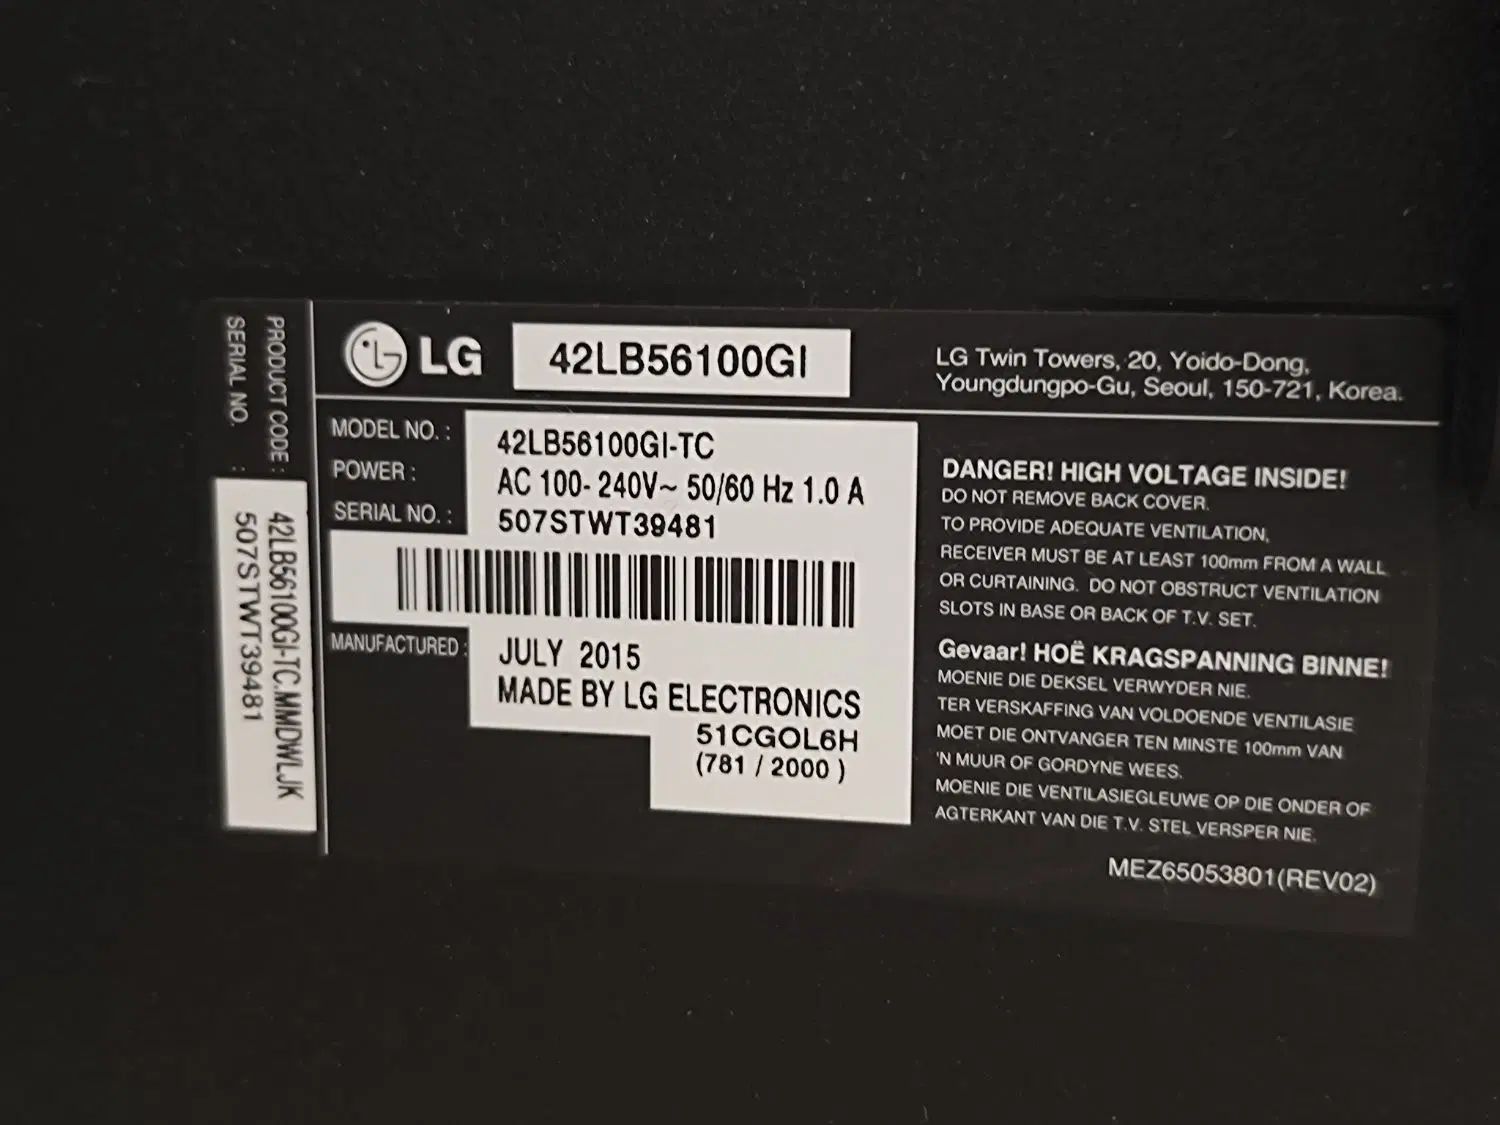 LG
42LB56100GI
LG Twin Towers, 20, Yoido-Dong,
Youngdungpo-Gu, Seoul, 150-721, Korea.
MODEL NO. : 42LB56100GI-TC
POWER : AC 100- 240V~ 50/60 Hz 1.0 A
SERIAL NO. : 507STWT39481
MANUFACTURED : JULY 2015
MADE BY LG ELECTRONICS
51CGOL6H
(781 / 2000 )
DANGER! HIGH VOLTAGE INSIDE!
DO NOT REMOVE BACK COVER.
TO PROVIDE ADEQUATE VENTILATION,
RECEIVER MUST BE AT LEAST 100mm FROM A WALL
OR CURTAINING. DO NOT OBSTRUCT VENTILATION
SLOTS IN BASE OR BACK OF T.V. SET.
Gevaar! HOË KRAGSPANNING BINNE!
MOENIE DIE DEKSEL VERWYDER NIE.
TER VERSKAFFING VAN VOLDOENDE VENTILASIE
MOET DIE ONTVANGER TEN MINSTE 100mm VAN
'N MUUR OF GORDYNE WEES.
MOENIE DIE VENTILASIEGLEUWE OP DIE ONDER OF
AGTERKANT VAN DIE T.V. STEL VERSPER NIE.
MEZ65053801(REV02)
PRODUCT CODE : 42LB56100GI-TC.MMDWLJK
SERIAL NO. : 507STWT39481